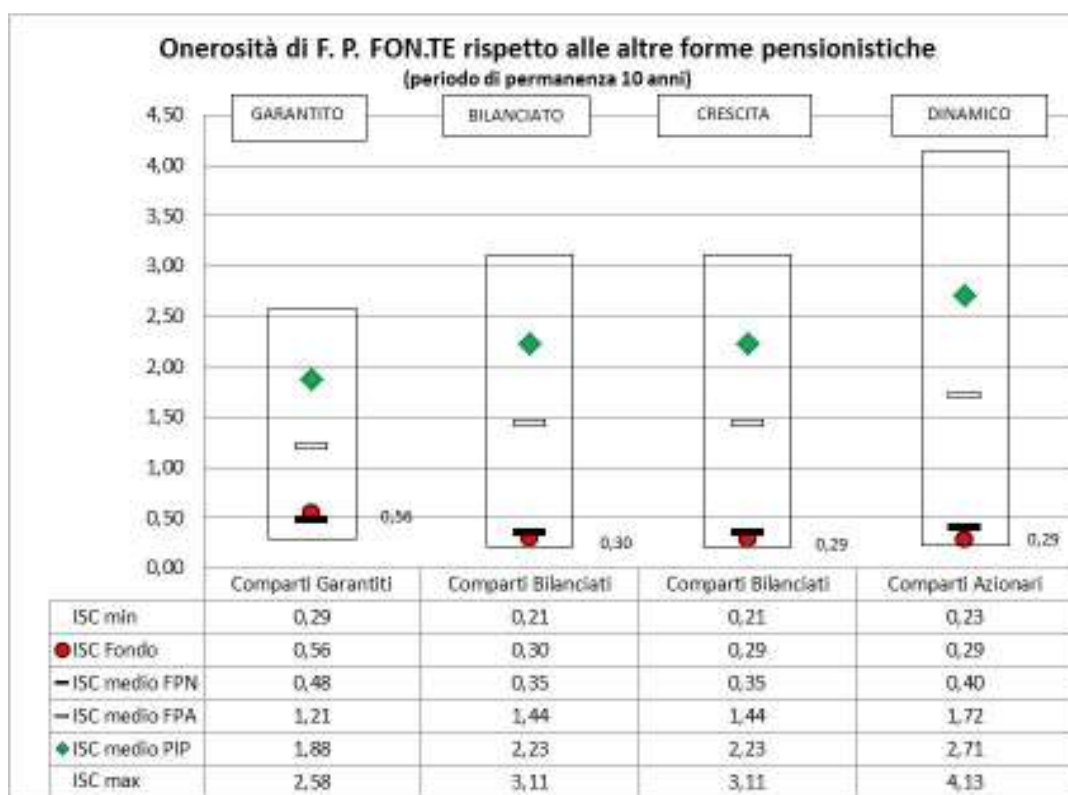 Onerosità di F. P. FON.TE rispetto alle altre forme pensionistiche
(periodo di permanenza 10 anni)
GARANTITO BILANCIATO CRESCITA DINAMICO
4,50
4,00
3,50
3,00
2,50
2,00
1,50
1,00
0,50
0,00
0,56 0,30 0,29 0,29
Comparti Garantiti Comparti Bilanciati Comparti Bilanciati Comparti Azionari
ISC min 0,29 0,21 0,21 0,23
ISC Fondo 0,56 0,30 0,29 0,29
ISC medio FPN 0,48 0,35 0,35 0,40
ISC medio FPA 1,21 1,44 1,44 1,72
ISC medio PIP 1,88 2,23 2,23 2,71
ISC max 2,58 3,11 3,11 4,13